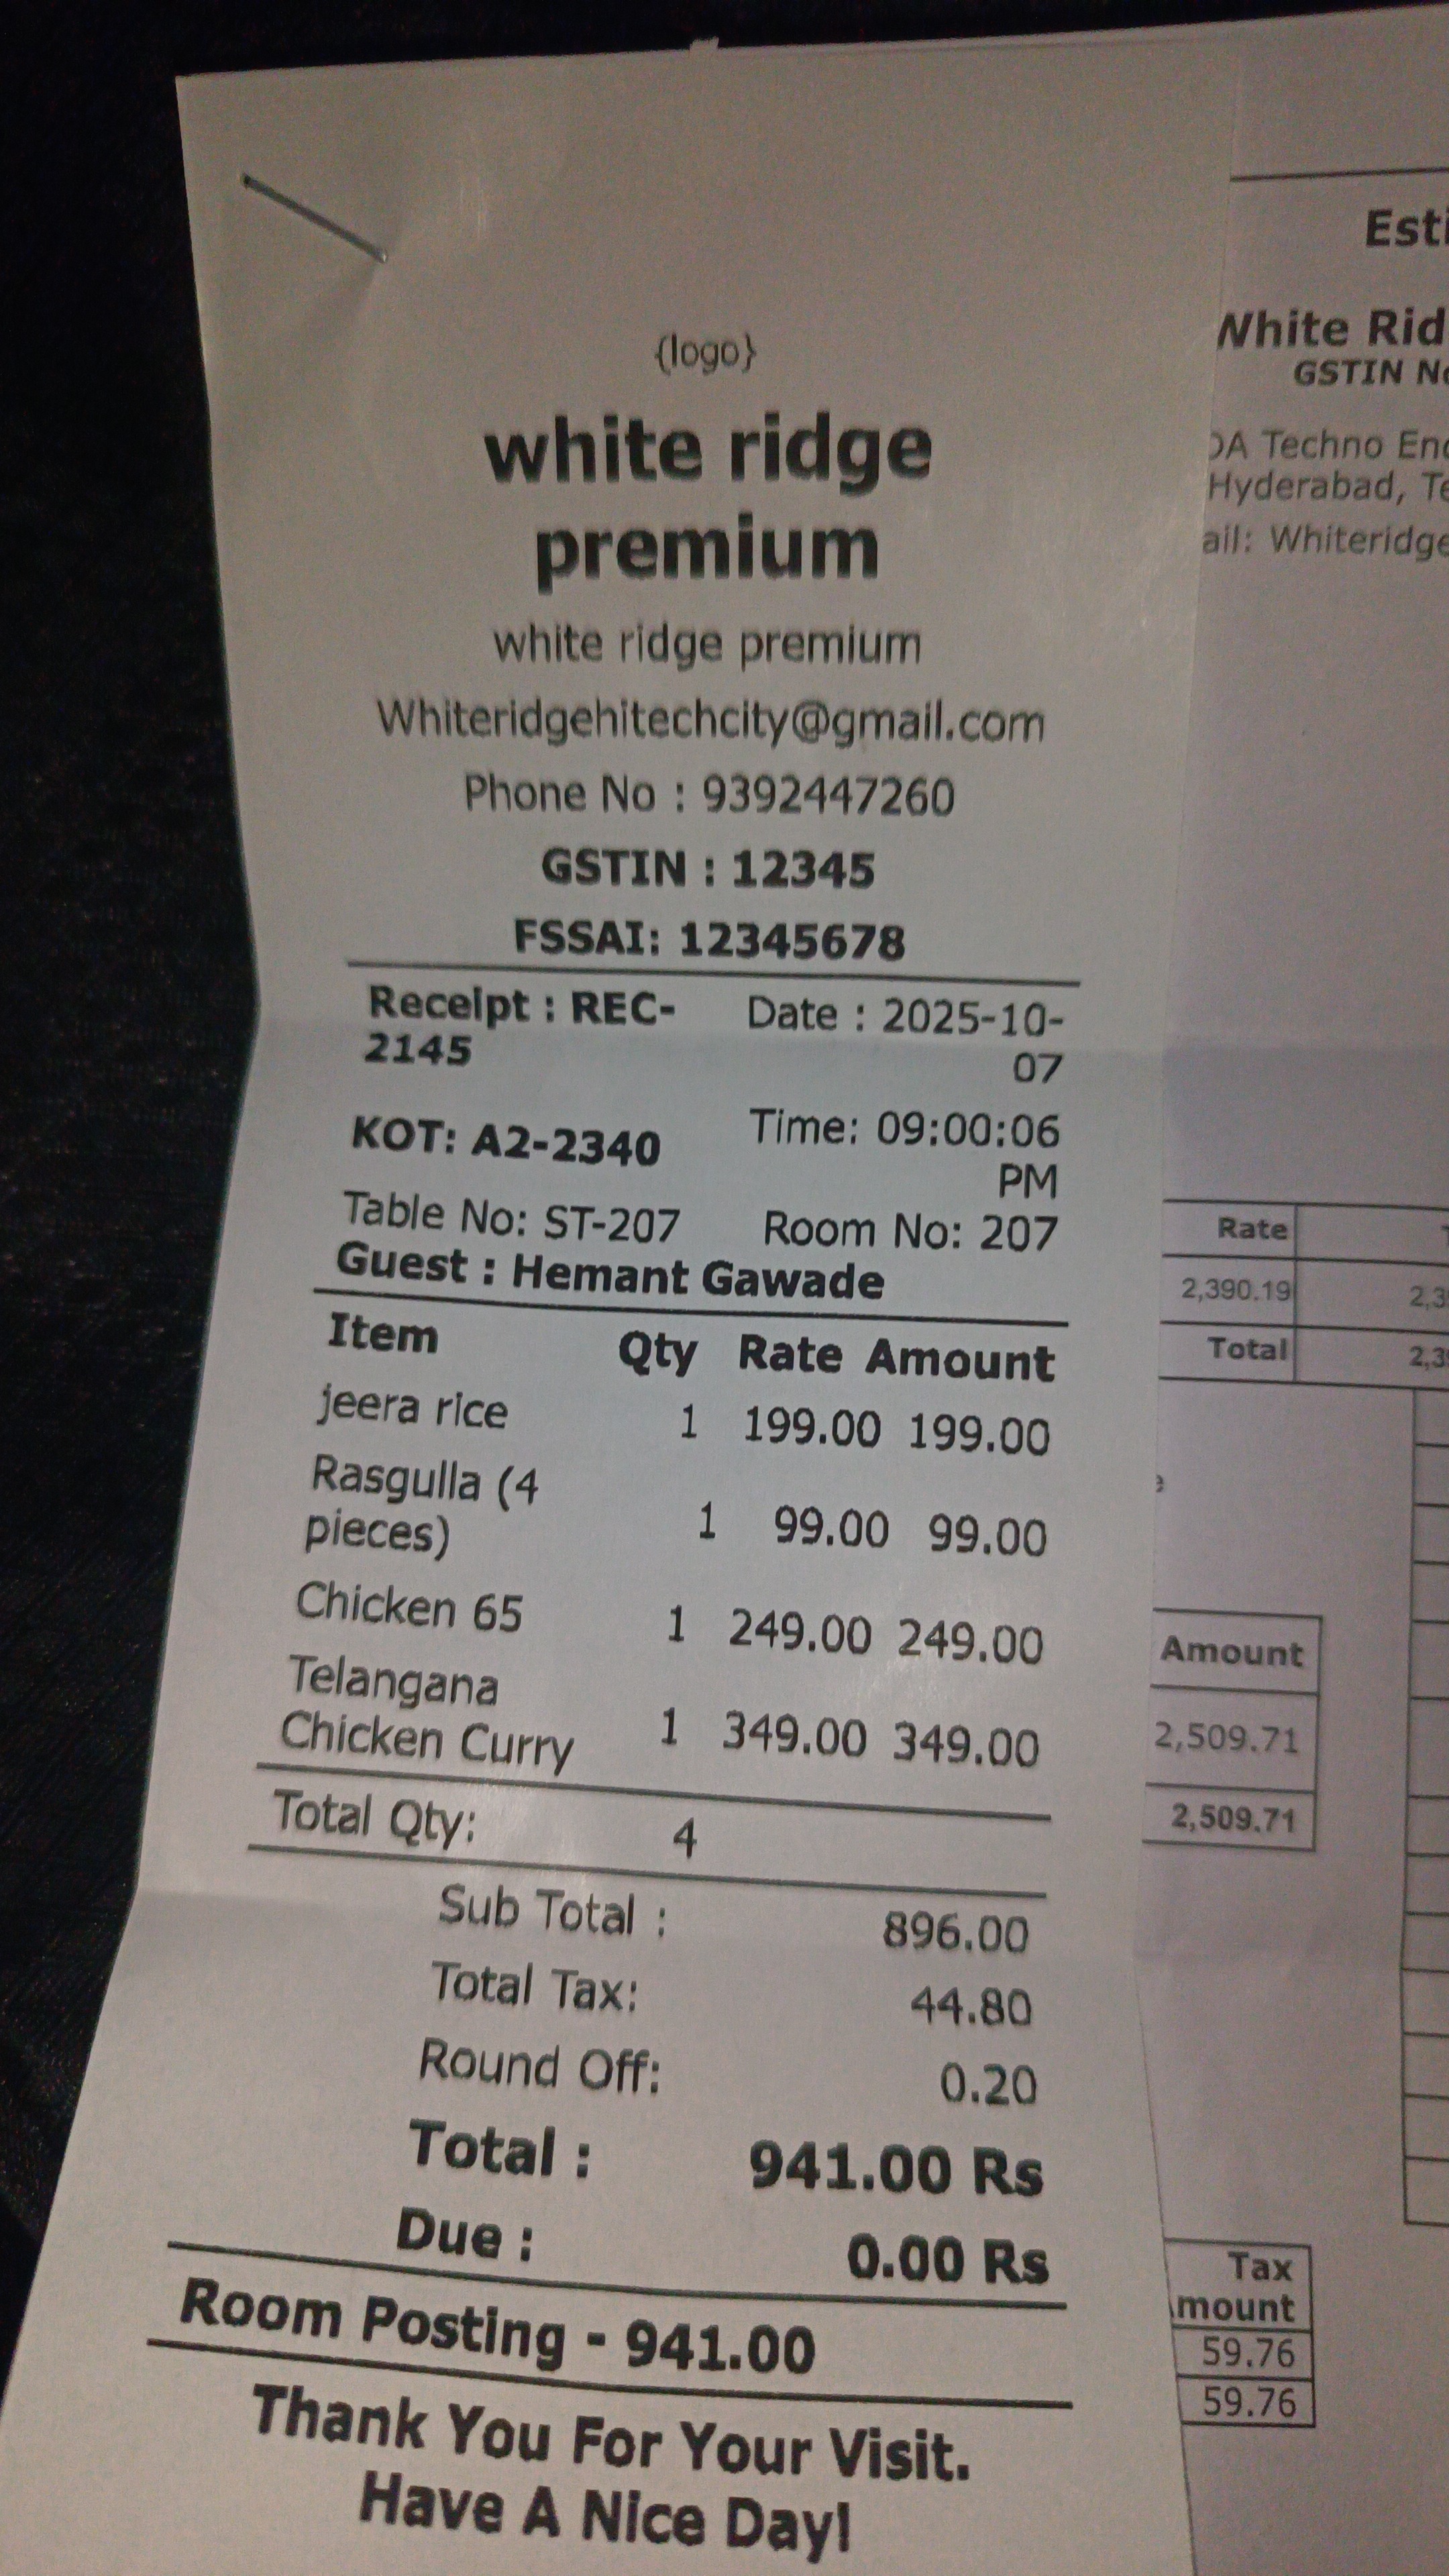 {logo}
white ridge
premium
white ridge premium
Whiteridgehitechcity@gmail.com
Phone No : 9392447260
GSTIN : 12345
FSSAI: 12345678
Receipt : REC-2145
Date : 2025-10-07
KOT: A2-2340
Time: 09:00:06 PM
Table No: ST-207 Room No: 207
Guest : Hemant Gawade
Item Qty Rate Amount
jeera rice 1 199.00 199.00
Rasgulla (4
pieces) 1 99.00 99.00
Chicken 65 1 249.00 249.00
Telangana
Chicken Curry 1 349.00 349.00
Total Qty: 4
Sub Total : 896.00
Total Tax: 44.80
Round Off: 0.20
Total : 941.00 Rs
Due : 0.00 Rs
Room Posting - 941.00
Thank You For Your Visit.
Have A Nice Day!
White
GSTIN
Techno
Hyderabad,
Rate
2,390.19
Total
Amount
2,509.71
2,509.71
Tax
59.76
59.76